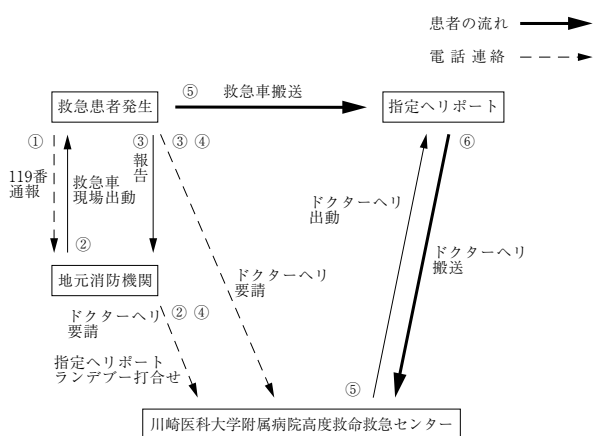 患者の流れ
電話連絡
⑤ 救急車搬送
救急患者発生
指定ヘリポート
① ③ ③ ④ ⑥
報告
119番
通報
救急車
現場出動
②
ドクターヘリ
出動
ドクターヘリ
搬送
ドクターヘリ
要請
地元消防機関
ドクターヘリ
要請
② ④
指定ヘリポート
ランデブー打合せ
⑤
川崎医科大学附属病院高度救命救急センター